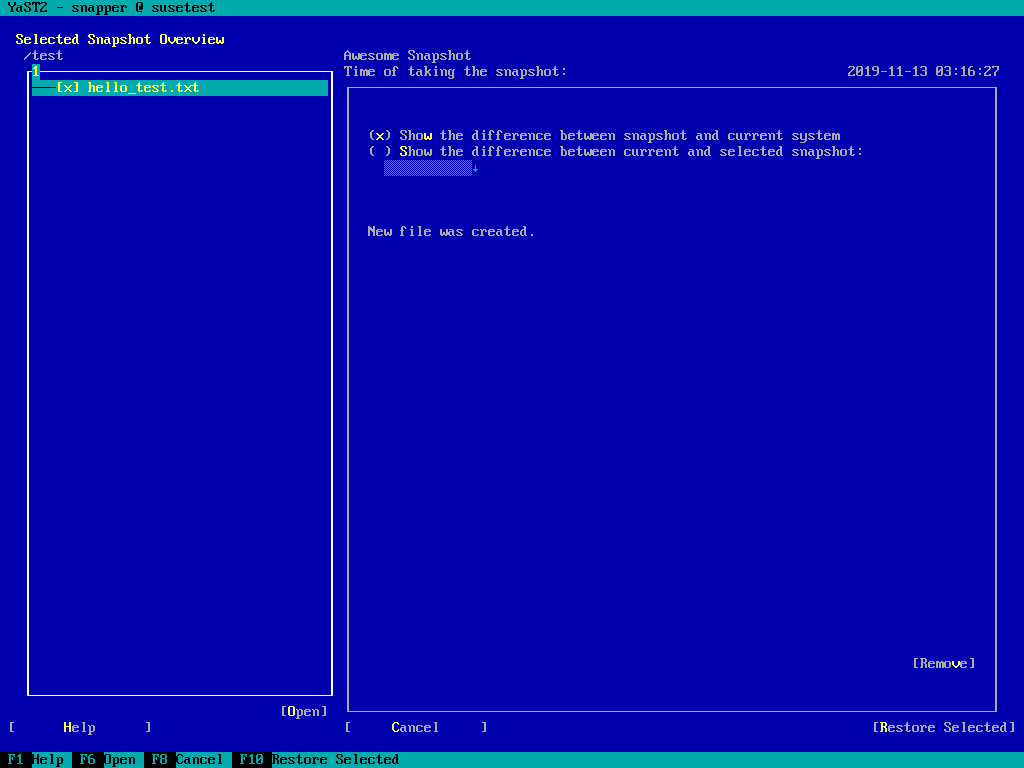 YaST2 - snapper @ susetest
Selected Snapshot Overview
/test
Awesome Snapshot
1
Time of taking the snapshot: 2019-11-13 03:16:27
[x] hello_test.txt
(x) Show the difference between snapshot and current system
( ) Show the difference between current and selected snapshot:
↓
New file was created.
[Remove]
[Open]
[ Help ] [ Cancel ] [Restore Selected]
F1 Help F6 Open F8 Cancel F10 Restore Selected